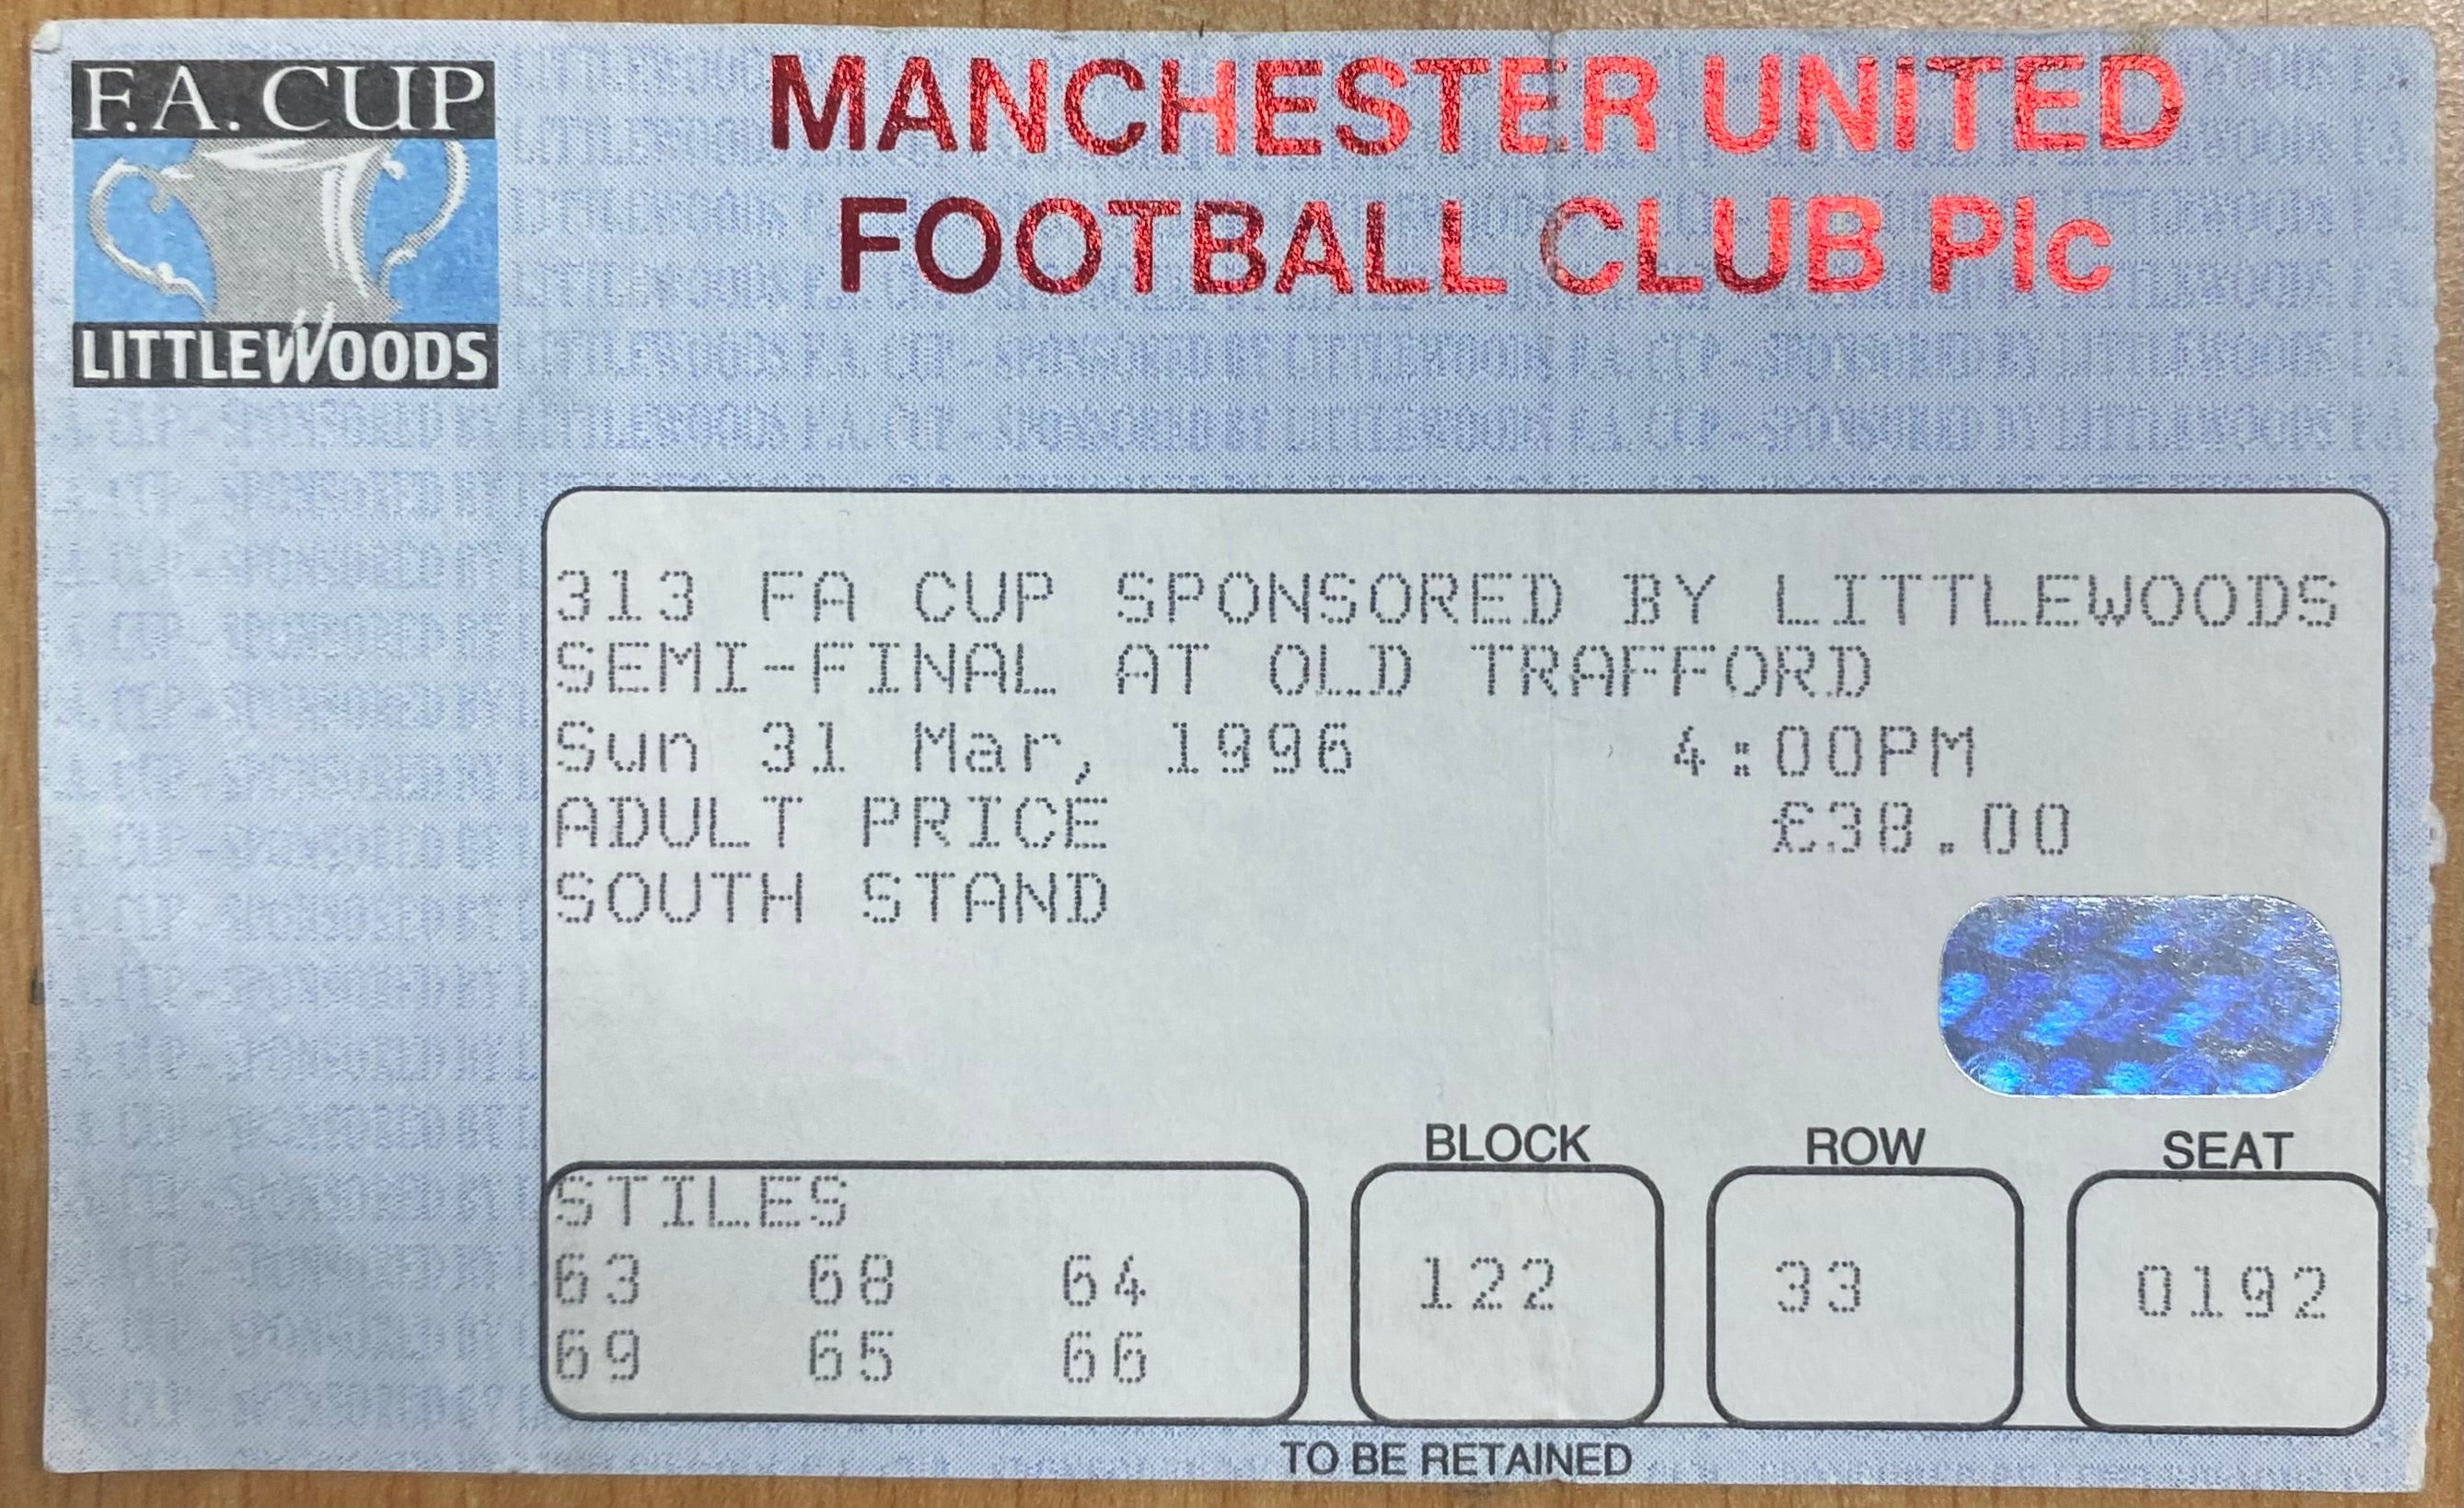 F.A. CUP
LITTLEWOODS
MANCHESTER UNITED
FOOTBALL CLUB Plc
313 FA CUP SPONSORED BY LITTLEWOODS
SEMI-FINAL AT OLD TRAFFORD
Sun 31 Mar, 1996 4:00PM
ADULT PRICE £38.00
SOUTH STAND
BLOCK ROW SEAT
STILES
63 68 64
122 33 0192
69 65 66
TO BE RETAINED